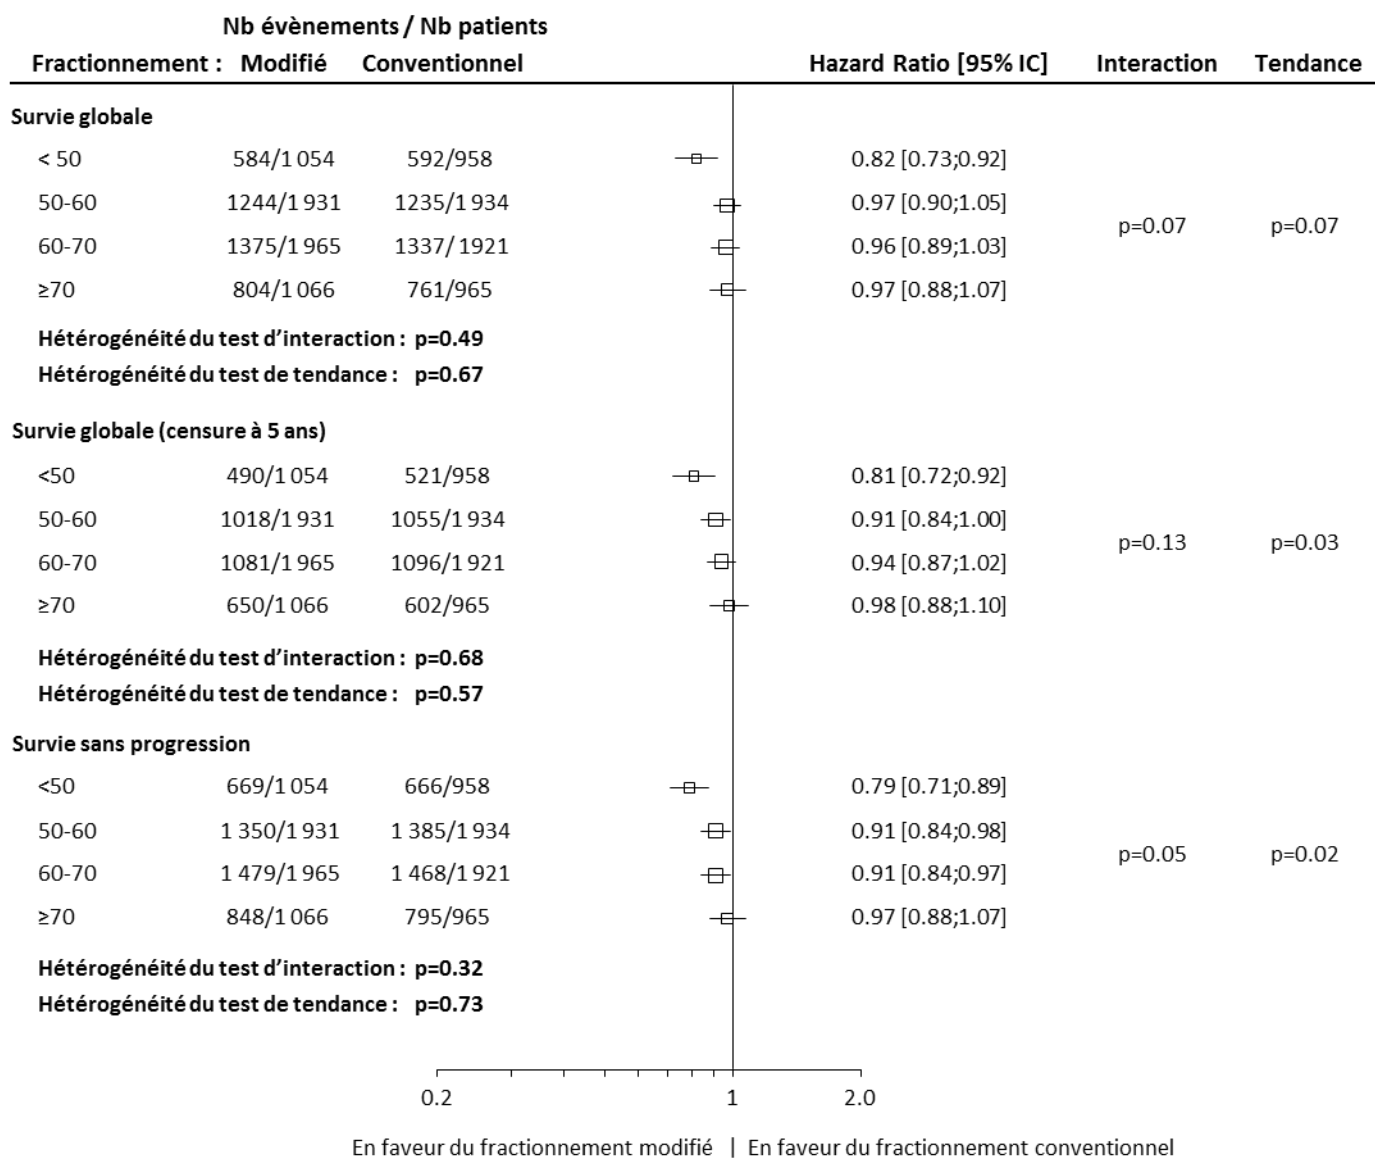 Nb évènements / Nb patients
Fractionnement : Modifié Conventionnel Hazard Ratio [95% IC] Interaction Tendance
Survie globale
< 50 584/1 054 592/958 0.82 [0.73;0.92]
50-60 1244/1 931 1235/1 934 0.97 [0.90;1.05]
p=0.07 p=0.07
60-70 1375/1 965 1337/ 1921 0.96 [0.89;1.03]
≥70 804/1 066 761/965 0.97 [0.88;1.07]
Hétérogénéité du test d’interaction : p=0.49
Hétérogénéité du test de tendance : p=0.67
Survie globale (censure à 5 ans)
<50 490/1 054 521/958 0.81 [0.72;0.92]
50-60 1018/1 931 1055/1 934 0.91 [0.84;1.00]
p=0.13 p=0.03
60-70 1081/1 965 1096/1 921 0.94 [0.87;1.02]
≥70 650/1 066 602/965 0.98 [0.88;1.10]
Hétérogénéité du test d’interaction : p=0.68
Hétérogénéité du test de tendance : p=0.57
Survie sans progression
<50 669/1 054 666/958 0.79 [0.71;0.89]
50-60 1 350/1 931 1 385/1 934 0.91 [0.84;0.98]
p=0.05 p=0.02
60-70 1 479/1 965 1 468/1 921 0.91 [0.84;0.97]
≥70 848/1 066 795/965 0.97 [0.88;1.07]
Hétérogénéité du test d’interaction : p=0.32
Hétérogénéité du test de tendance : p=0.73
0.2 1 2.0
En faveur du fractionnement modifié | En faveur du fractionnement conventionnel